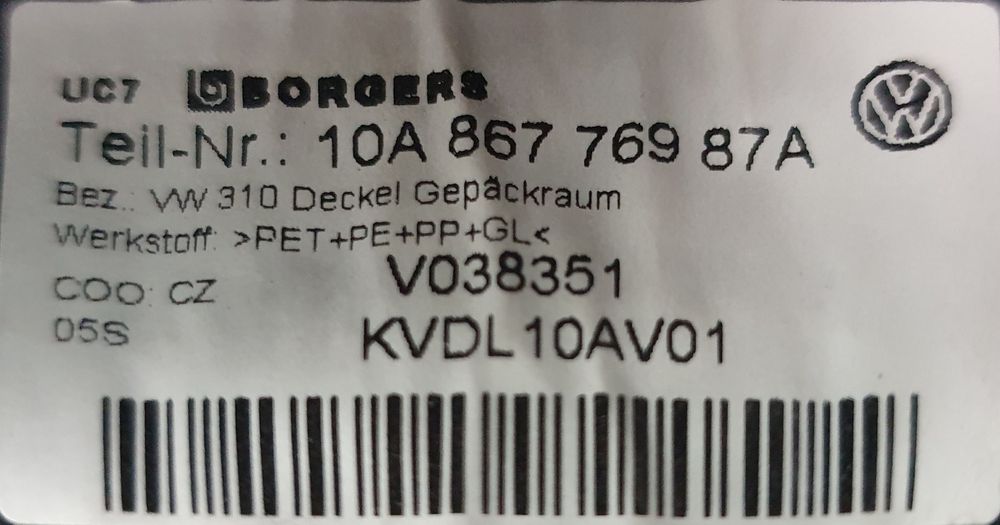 UC7 BORGERS
Teil-Nr.: 10A 867 769 87A
Bez.: VW 310 Deckel Gepäckraum
Werkstoff: >PET+PE+PP+GL<
COO: CZ V038351
05S KVDL10AV01